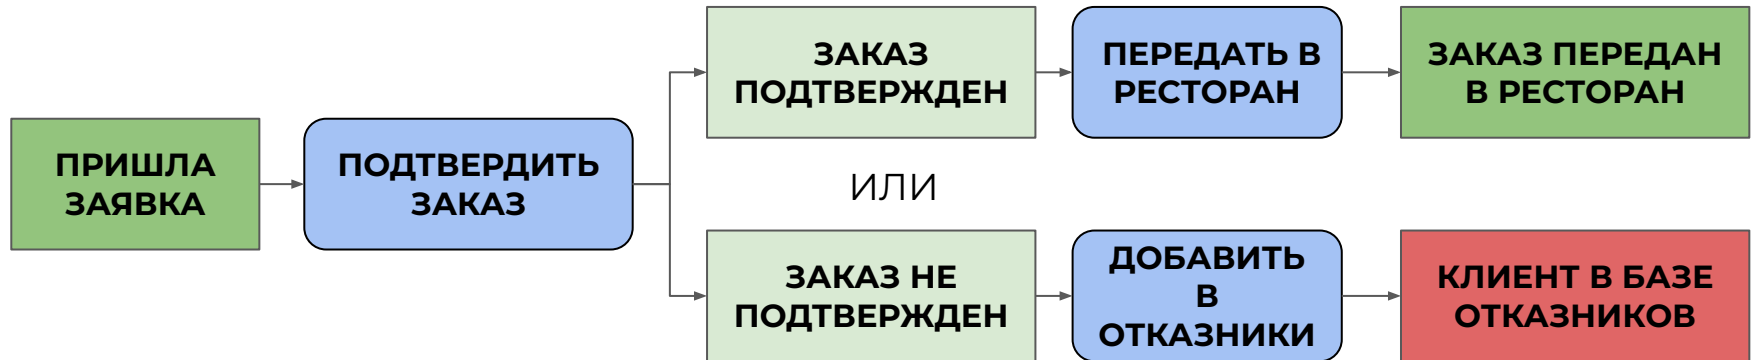 ПРИШЛА
ЗАЯВКА
ПОДТВЕРДИТЬ
ЗАКАЗ
ЗАКАЗ
ПОДТВЕРЖДЕН
ПЕРЕДАТЬ В
РЕСТОРАН
ЗАКАЗ ПЕРЕДАН
В РЕСТОРАН
ИЛИ
ЗАКАЗ НЕ
ПОДТВЕРЖДЕН
ДОБАВИТЬ
В
ОТКАЗНИКИ
КЛИЕНТ В БАЗЕ
ОТКАЗНИКОВ